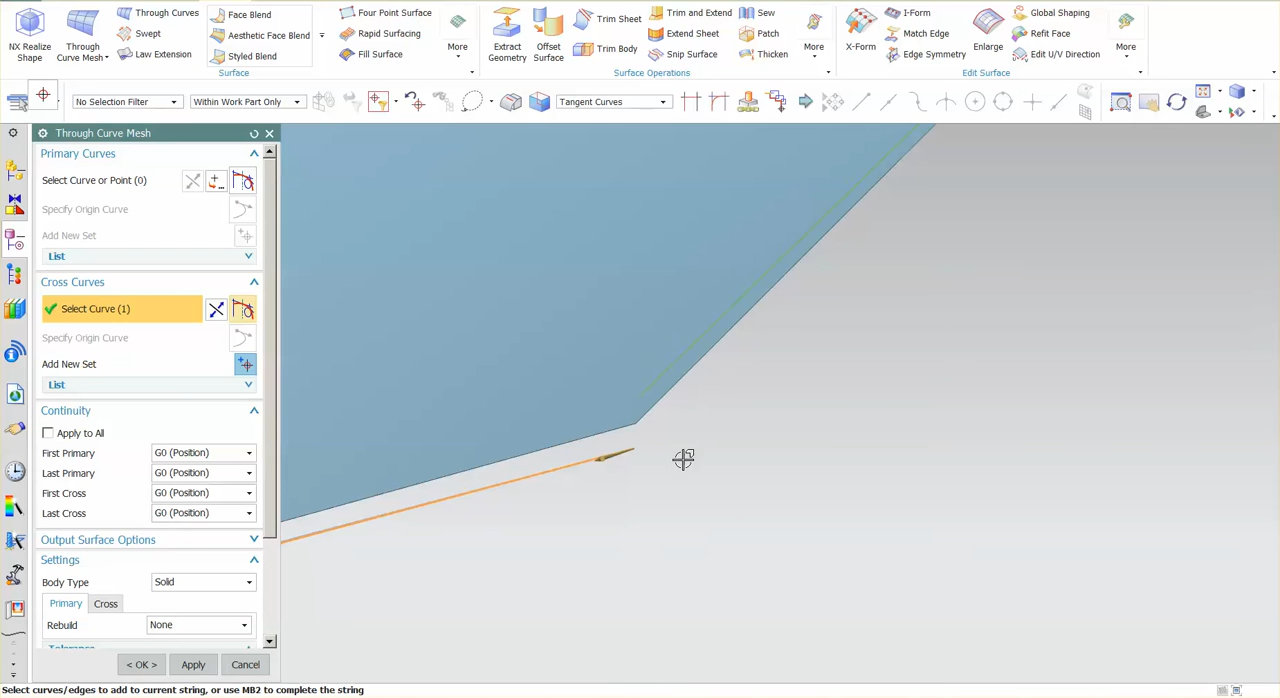 NX Realize Shape
Through Curve Mesh
Through Curves
Swept
Law Extension
Face Blend
Aesthetic Face Blend
Styled Blend
Four Point Surface
Rapid Surfacing
Fill Surface
More
Surface
Extract Geometry
Offset Surface
Trim Sheet
Trim Body
Trim and Extend
Extend Sheet
Snip Surface
Sew
Patch
Thicken
More
Surface Operations
X-Form
I-Form
Match Edge
Edge Symmetry
Enlarge
Global Shaping
Refit Face
Edit U/V Direction
More
Edit Surface
No Selection Filter
Within Work Part Only
Tangent Curves
Through Curve Mesh
Primary Curves
Select Curve or Point (0)
Specify Origin Curve
Add New Set
List
Cross Curves
Select Curve (1)
Specify Origin Curve
Add New Set
List
Continuity
Apply to All
First Primary G0 (Position)
Last Primary G0 (Position)
First Cross G0 (Position)
Last Cross G0 (Position)
Output Surface Options
Settings
Body Type Solid
Primary Cross
Rebuild None
< OK > Apply Cancel
Select curves/edges to add to current string, or use MB2 to complete the string